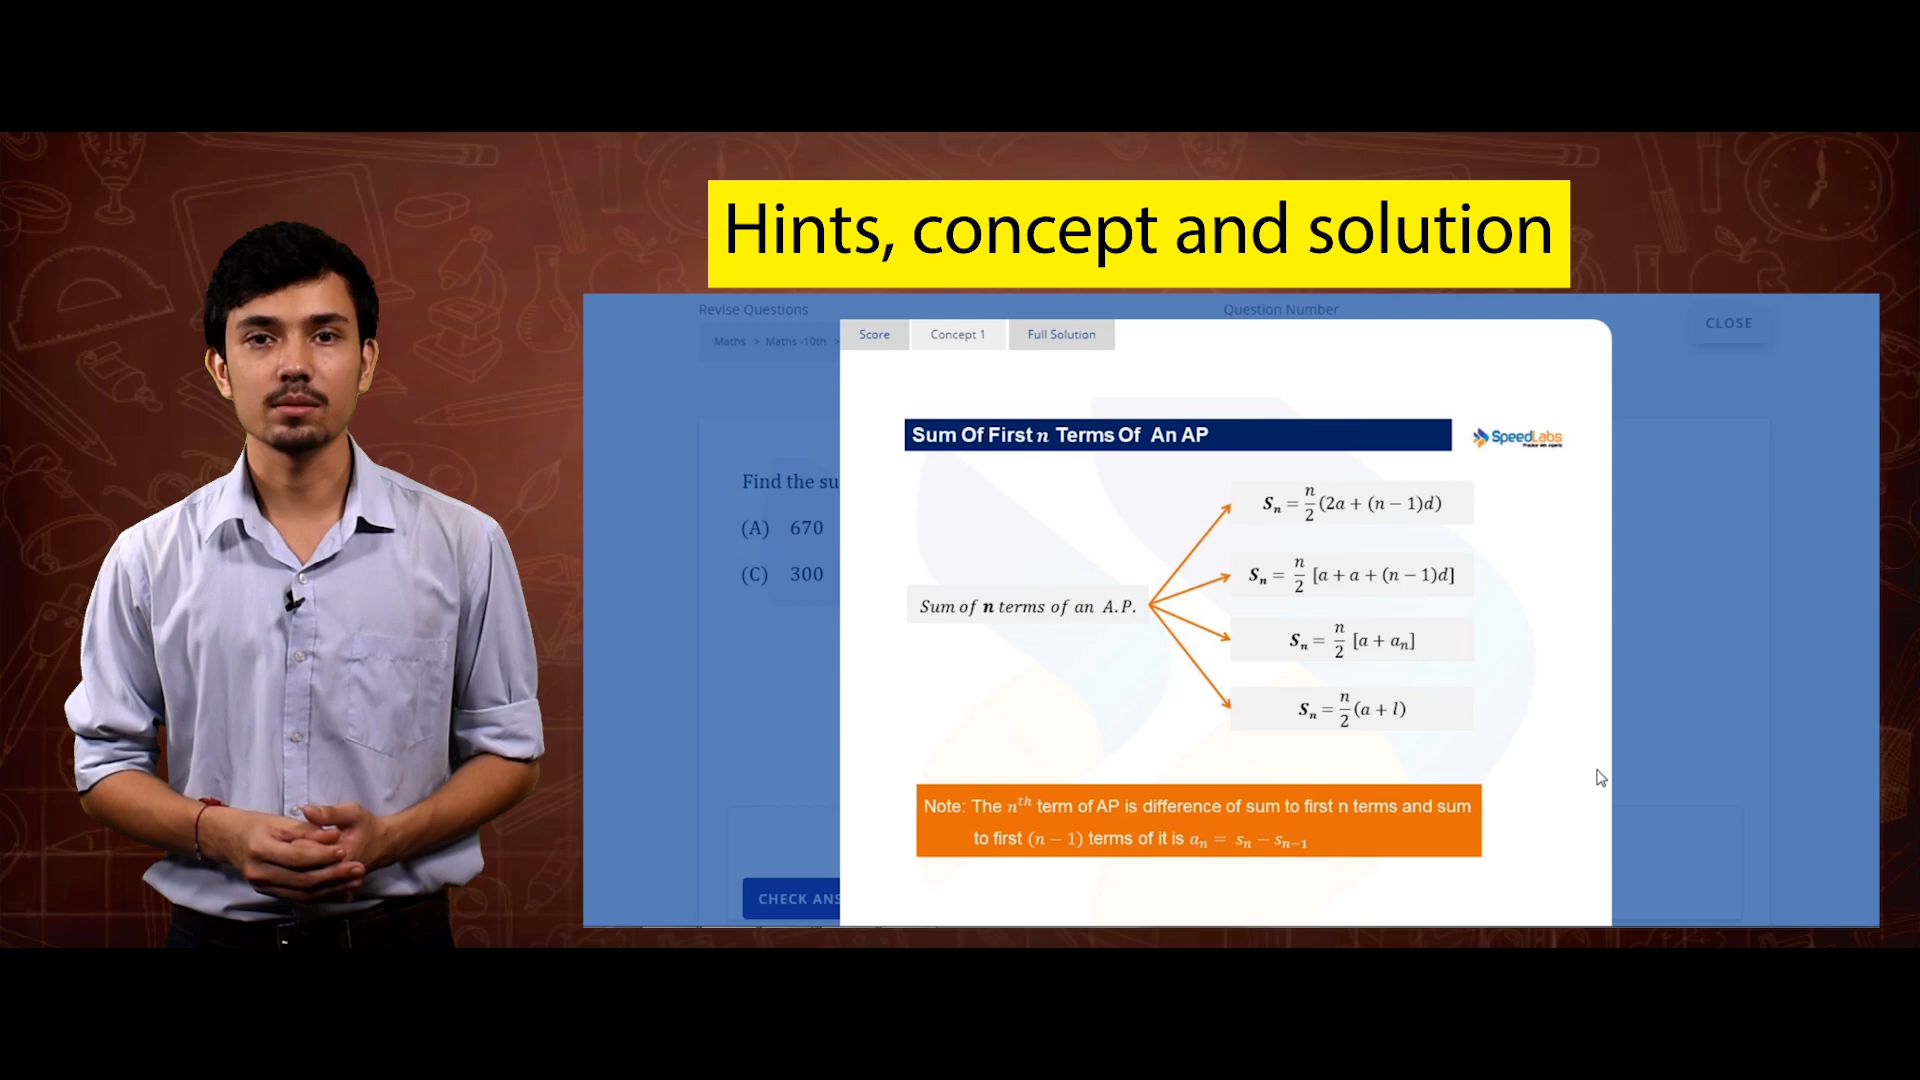 Hints, concept and solution
Revise Questions
Question Number
CLOSE
Maths > Maths -10th >
Score
Concept 1
Full Solution
Sum Of First n Terms Of An AP
SpeedLabs
Find the su
(A) 670
(C) 300
Sum of n terms of an A.P.
Sₙ = n/2 (2a + (n − 1)d)
Sₙ = n/2 [a + a + (n − 1)d]
Sₙ = n/2 [a + aₙ]
Sₙ = n/2 (a + l)
Note: The nᵗʰ term of AP is difference of sum to first n terms and sum
to first (n − 1) terms of it is aₙ = sₙ − sₙ₋₁
CHECK ANS